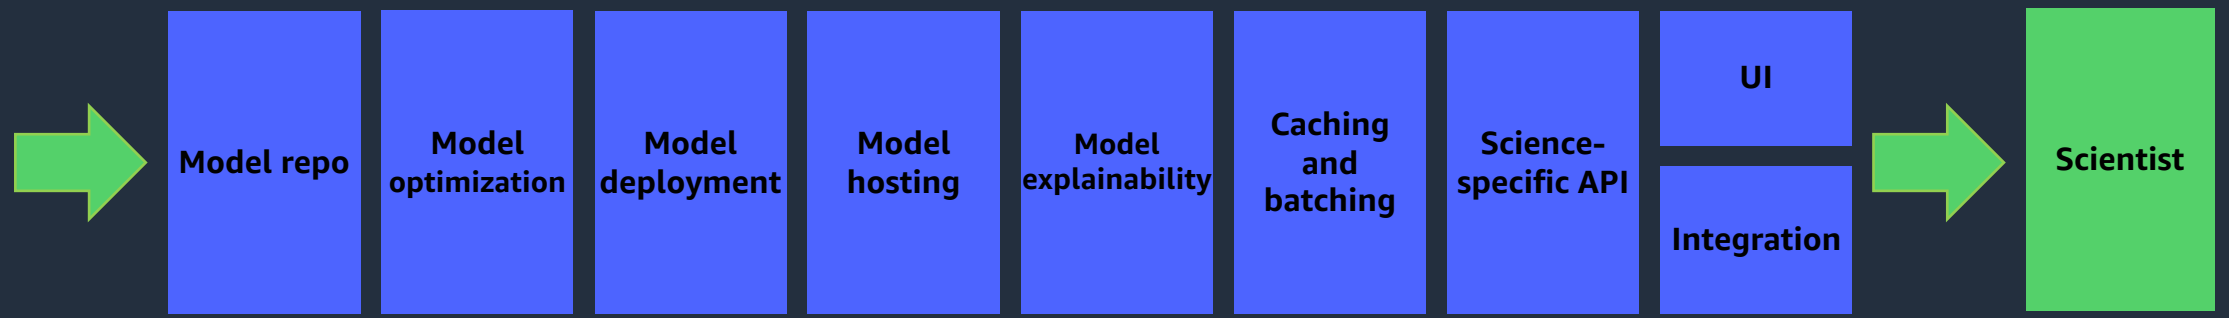 Model repo
Model
optimization
Model
deployment
Model
hosting
Model
explainability
Caching
and
batching
Science-
specific API
UI
Integration
Scientist